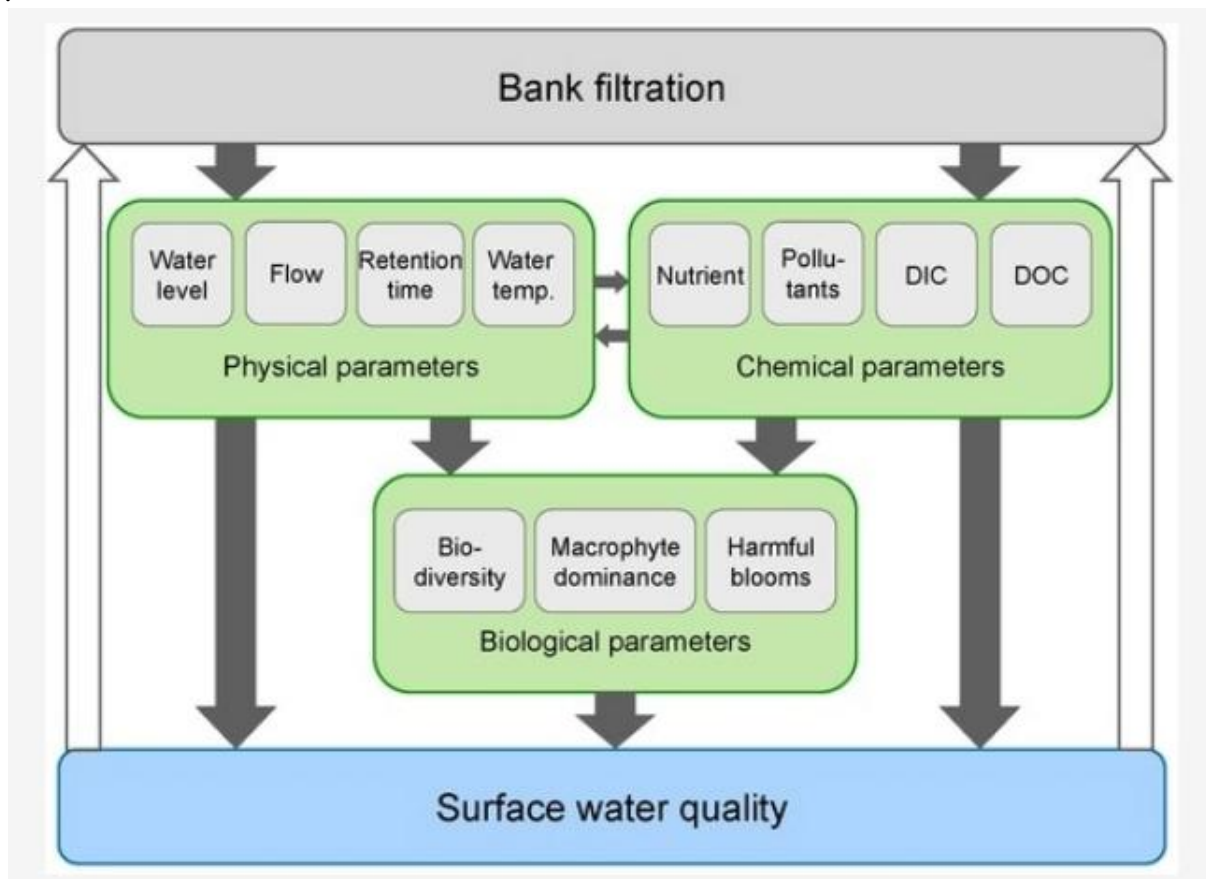 Bank filtration
Water
level
Flow
Retention
time
Water
temp.
Nutrient
Pollu-
tants
DIC
DOC
Physical parameters
Chemical parameters
Bio-
diversity
Macrophyte
dominance
Harmful
blooms
Biological parameters
Surface water quality